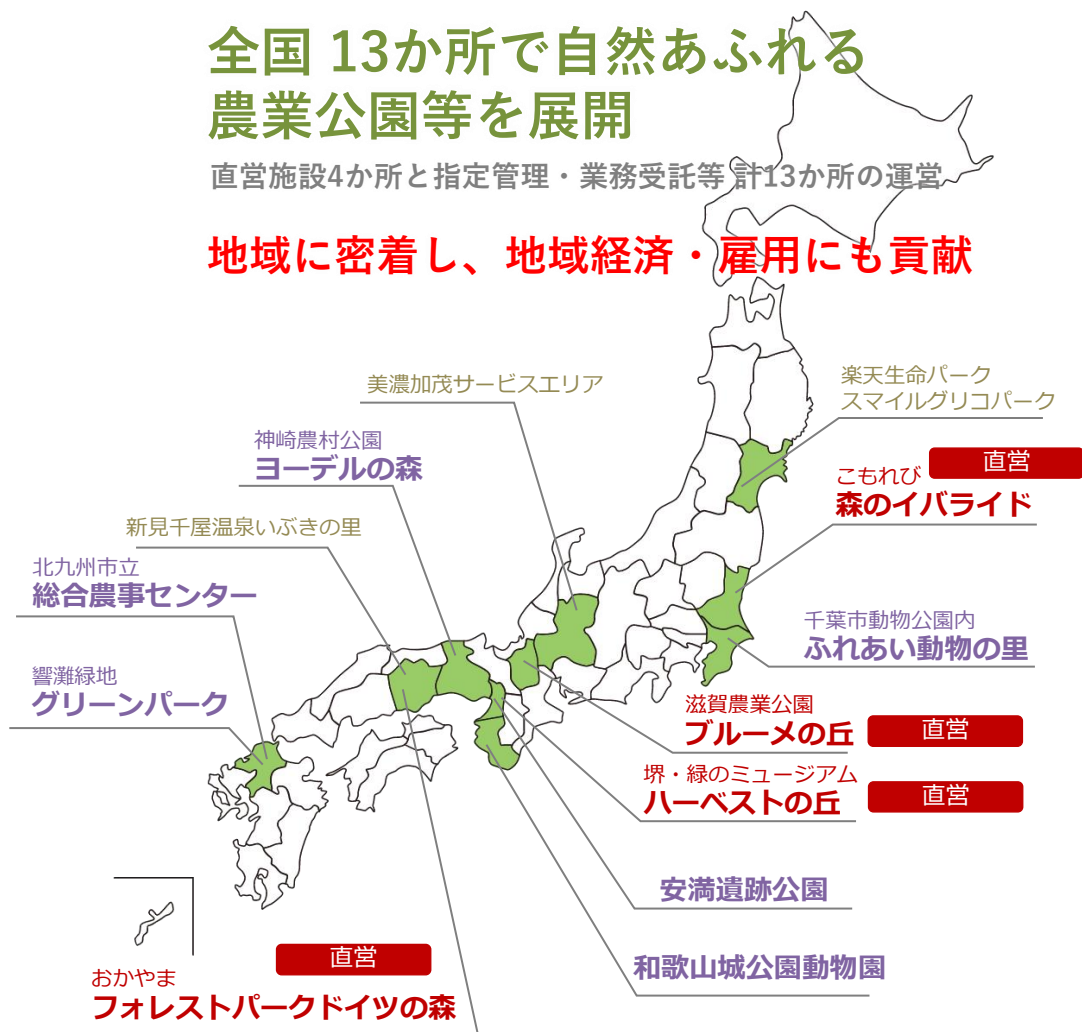 全国 13か所で自然あふれる
農業公園等を展開
直営施設4か所と指定管理・業務受託等 計13か所の運営
地域に密着し、地域経済・雇用にも貢献
美濃加茂サービスエリア
楽天生命パーク
スマイルグリコパーク
神崎農村公園
ヨーデルの森
直営
こもれび
森のイバライド
新見千屋温泉いぶきの里
北九州市立
総合農事センター
千葉市動物公園内
ふれあい動物の里
響灘緑地
グリーンパーク
滋賀農業公園
ブルーメの丘
直営
堺・緑のミュージアム
ハーベストの丘
直営
安満遺跡公園
和歌山城公園動物園
直営
おかやま
フォレストパークドイツの森